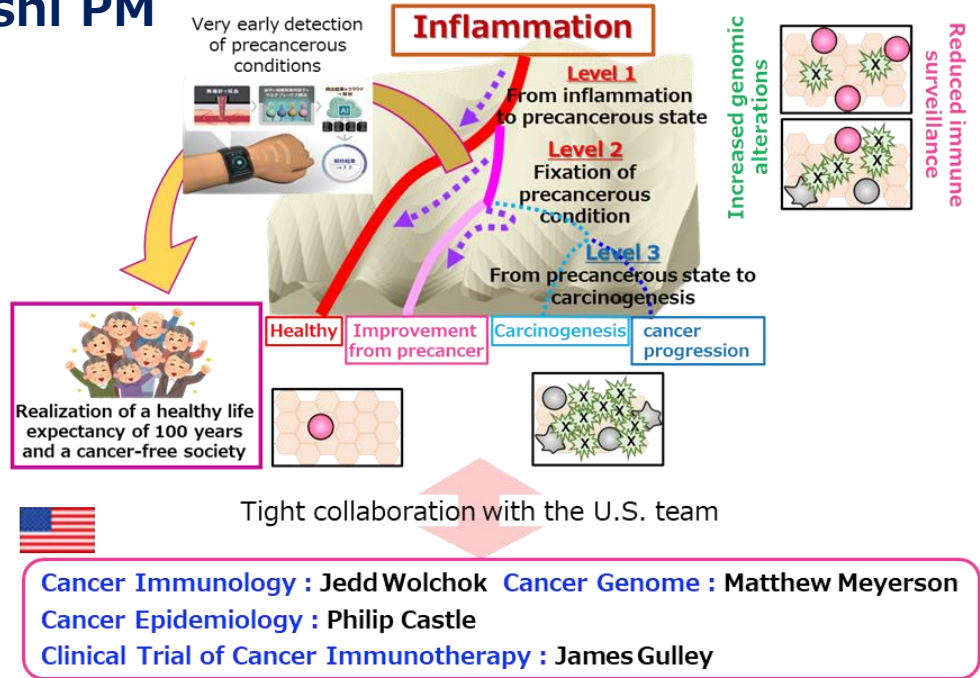 shi PM
Very early detection
of precancerous
conditions
AI
Inflammation
Level 1
From inflammation
to precancerous state
Level 2
Fixation of
precancerous
condition
Level 3
From precancerous state to
carcinogenesis
Increased genomic
alterations
Reduced immune
surveillance
X
X
X
X
X
X
X
X
Healthy
Improvement
from precancer
Carcinogenesis
cancer
progression
Realization of a healthy life
expectancy of 100 years
and a cancer-free society
X
X
X
X
X
X
X
X
X
Tight collaboration with the U.S. team
Cancer Immunology : Jedd Wolchok Cancer Genome : Matthew Meyerson
Cancer Epidemiology : Philip Castle
Clinical Trial of Cancer Immunotherapy : James Gulley